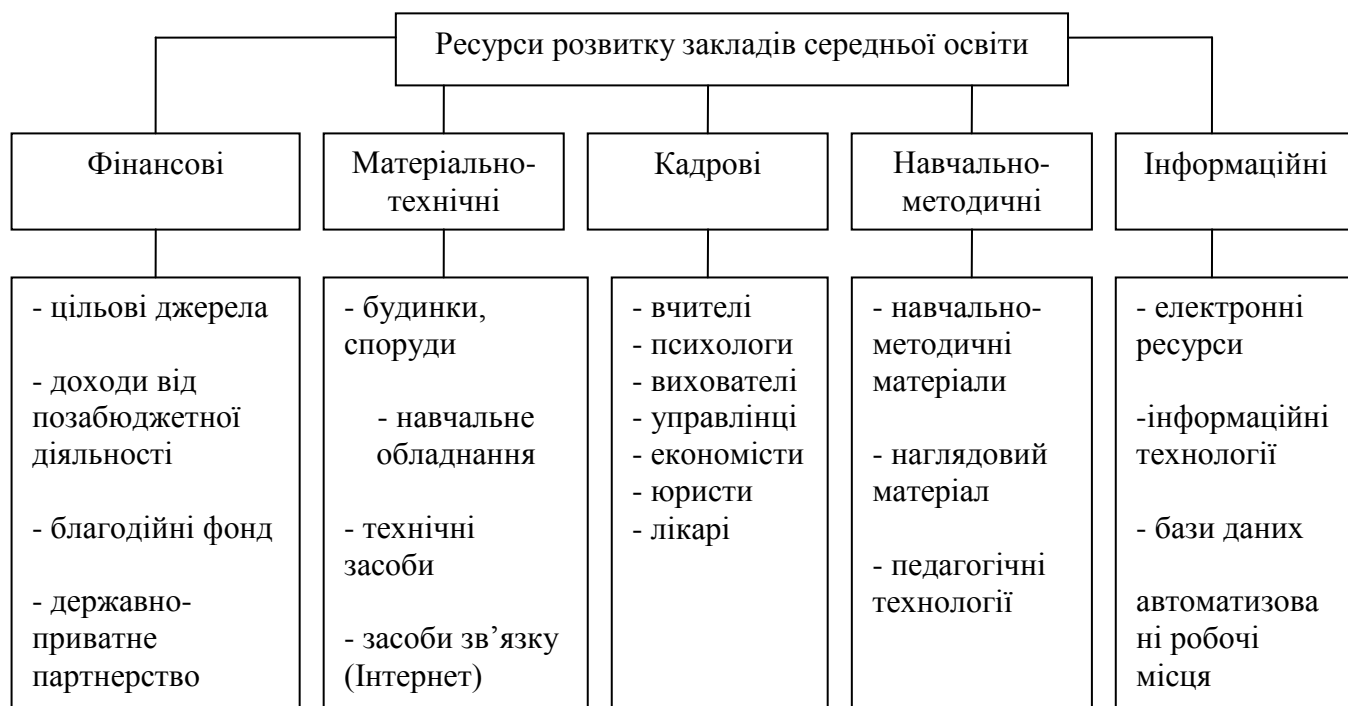 Ресурси розвитку закладів середньої освіти
Фінансові
Матеріально-
технічні
Кадрові
Навчально-
методичні
Інформаційні
- цільові джерела
- доходи від
позабюджетної
діяльності
- благодійні фонд
- державно-
приватне
партнерство
- будинки,
споруди
- навчальне
обладнання
- технічні
засоби
- засоби зв’язку
(Інтернет)
- вчителі
- психологи
- вихователі
- управлінці
- економісти
- юристи
- лікарі
- навчально-
методичні
матеріали
- наглядовий
матеріал
- педагогічні
технології
- електронні
ресурси
-інформаційні
технології
- бази даних
автоматизова
ні робочі
місця